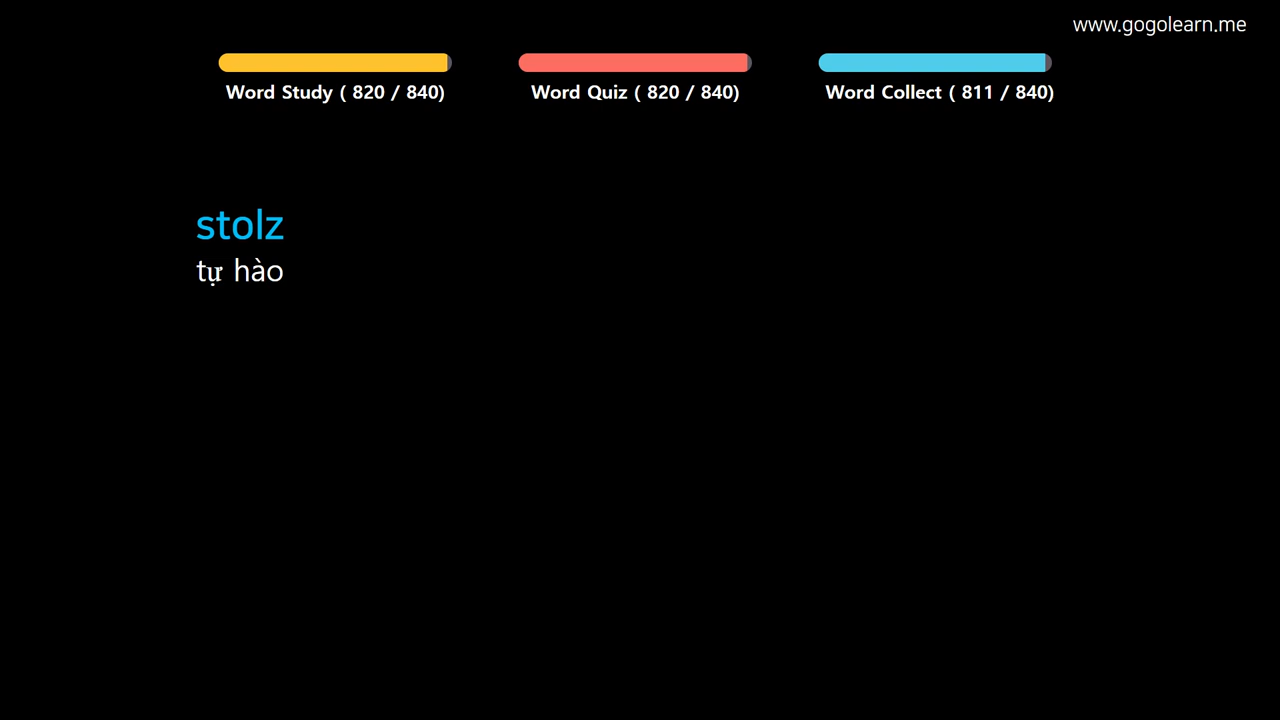 www.gogolearn.me
Word Study ( 820 / 840)
Word Quiz ( 820 / 840)
Word Collect ( 811 / 840)
stolz
tự hào